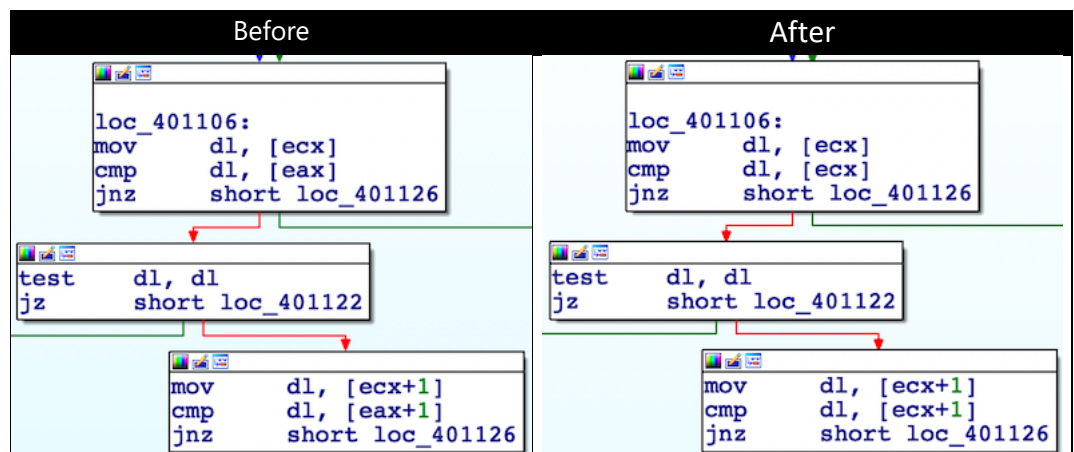 Before
loc_401106:
mov dl, [ecx]
cmp dl, [eax]
jnz short loc_401126
test dl, dl
jz short loc_401122
mov dl, [ecx+1]
cmp dl, [eax+1]
jnz short loc_401126
After
loc_401106:
mov dl, [ecx]
cmp dl, [ecx]
jnz short loc_401126
test dl, dl
jz short loc_401122
mov dl, [ecx+1]
cmp dl, [ecx+1]
jnz short loc_401126